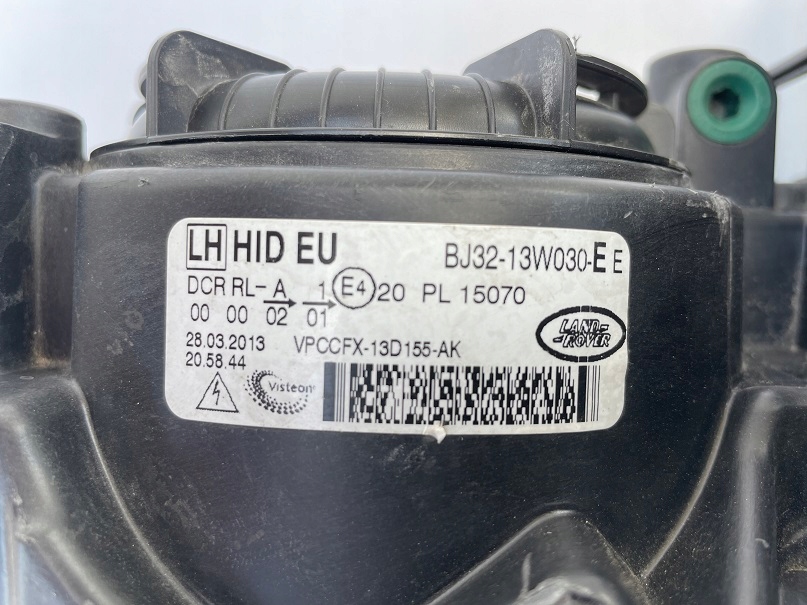 LH HID EU BJ32-13W030-E E
DCR RL- A 1 E4 20 PL 15070
00 00 02 01
28.03.2013 VPCCFX-13D155-AK
20.58.44
LAND-
-ROVER
Visteon